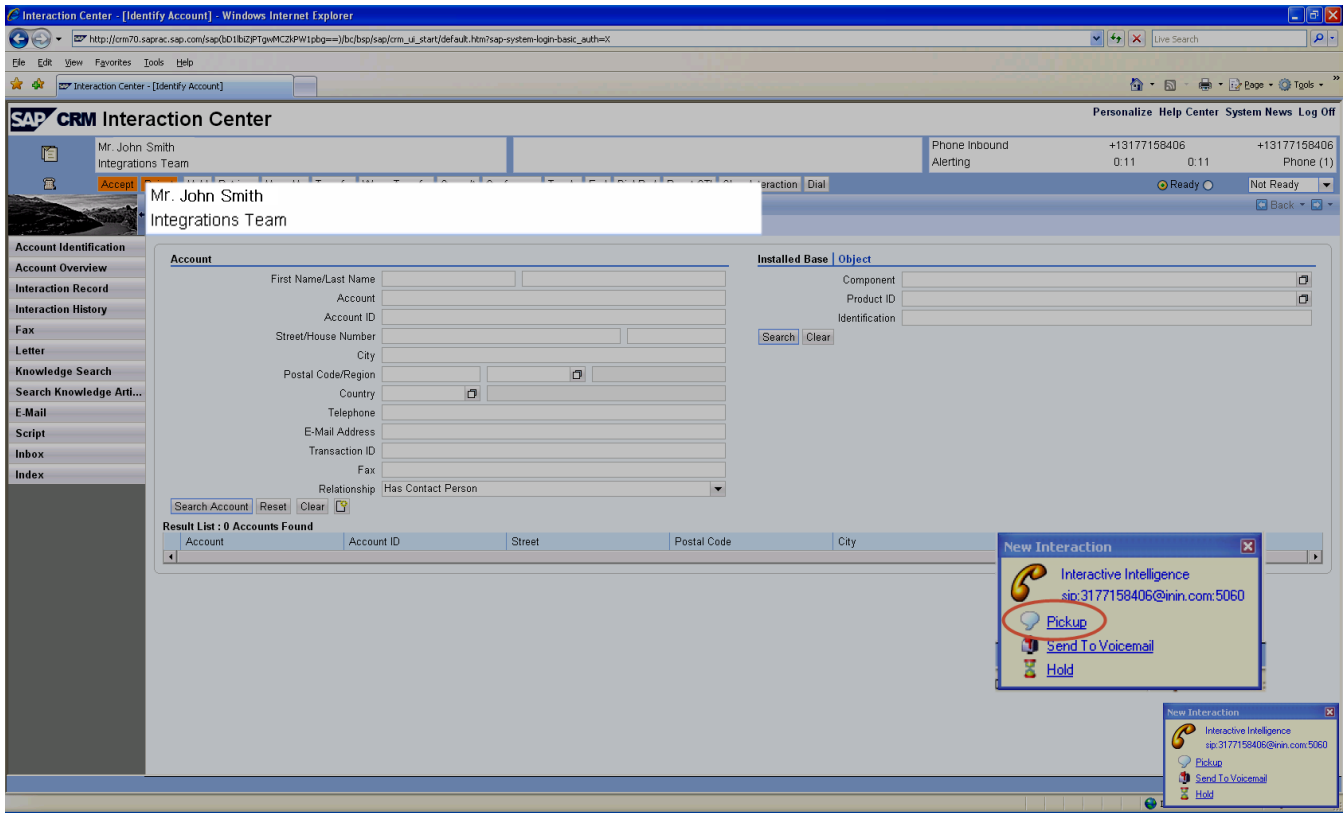 Interaction Center - [Identify Account] - Windows Internet Explorer
http://crm70.saprac.sap.com/sap(bD1lbiZjPTgwMCZkPW1pbg==)/bc/bsp/sap/crm_ui_start/default.htm?sap-system-login-basic_auth=X
Live Search
File Edit View Favorites Tools Help
Interaction Center - [Identify Account]
Page Tools
SAP CRM Interaction Center
Personalize Help Center System News Log Off
Mr. John Smith
Integrations Team
Phone Inbound +13177158406 +13177158406
Alerting 0:11 0:11 Phone (1)
Accept
Interaction Dial
Ready
Not Ready
Mr. John Smith
Integrations Team
Back
Account Identification
Account Overview
Interaction Record
Interaction History
Fax
Letter
Knowledge Search
Search Knowledge Arti...
E-Mail
Script
Inbox
Index
Account
First Name/Last Name
Account
Account ID
Street/House Number
City
Postal Code/Region
Country
Telephone
E-Mail Address
Transaction ID
Fax
Relationship Has Contact Person
Search Account Reset Clear
Installed Base Object
Component
Product ID
Identification
Search Clear
Result List : 0 Accounts Found
Account Account ID Street Postal Code City
New Interaction
Interactive Intelligence
sip:3177158406@inin.com:5060
Pickup
Send To Voicemail
Hold
New Interaction
Interactive Intelligence
sip:3177158406@inin.com:5060
Pickup
Send To Voicemail
Hold